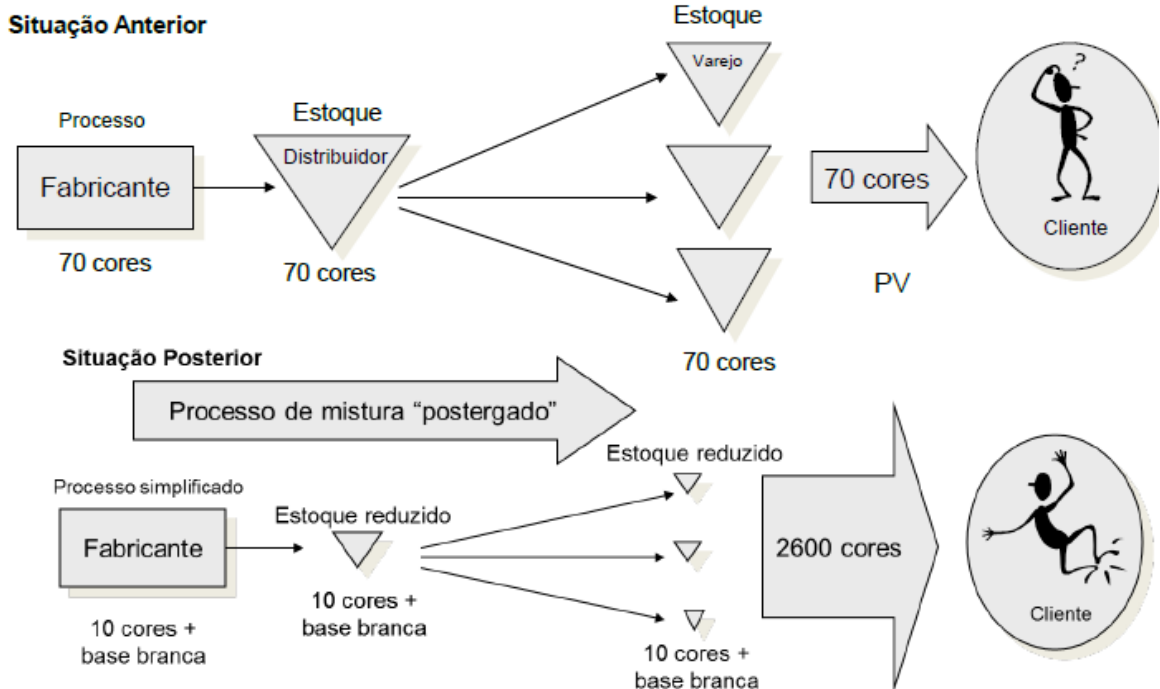 Situação Anterior
Estoque
Varejo
?
Processo
Estoque
Fabricante
Distribuidor
70 cores
Cliente
70 cores
70 cores
PV
70 cores
Situação Posterior
Processo de mistura “postergado”
Estoque reduzido
Processo simplificado
Estoque reduzido
Fabricante
2600 cores
10 cores +
base branca
10 cores +
base branca
10 cores +
base branca
Cliente